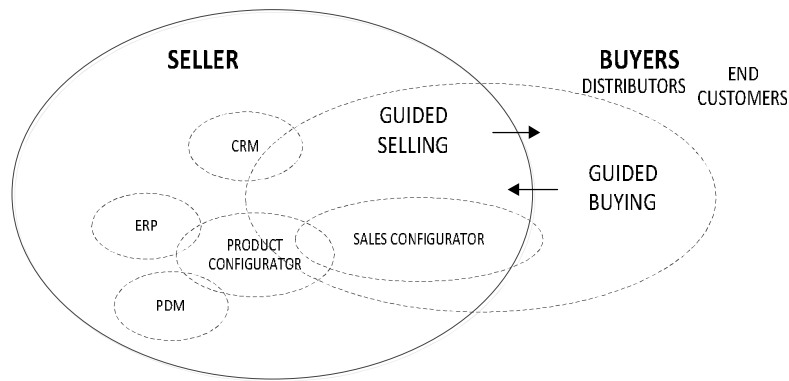 SELLER
BUYERS
DISTRIBUTORS
END
CUSTOMERS
GUIDED
SELLING
CRM
GUIDED
BUYING
ERP
PRODUCT
CONFIGURATOR
SALES CONFIGURATOR
PDM